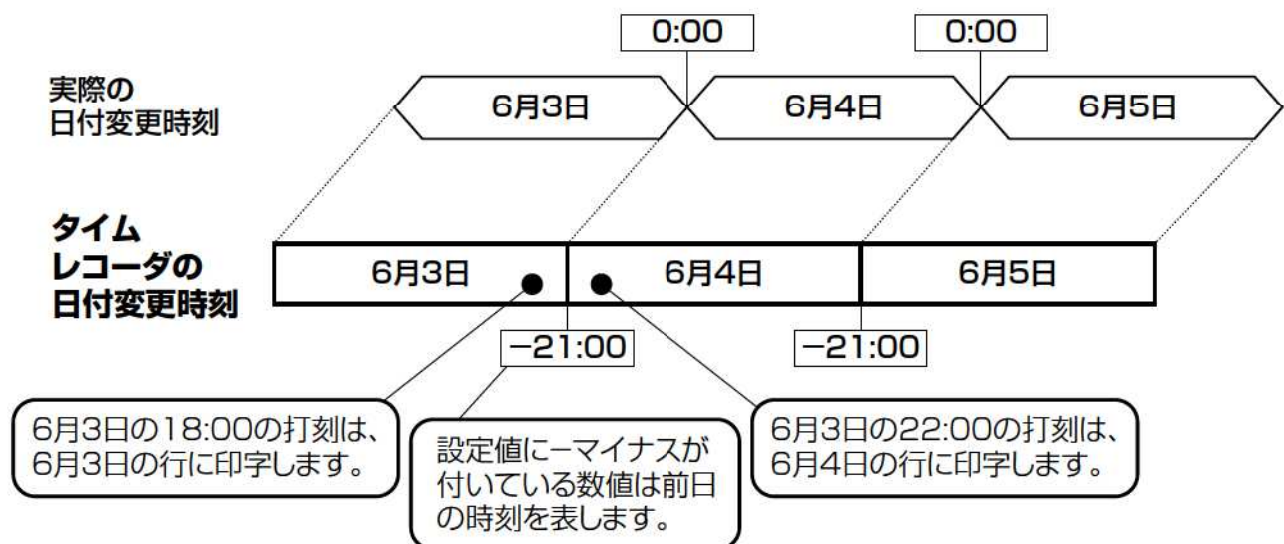 0:00
0:00
実際の
日付変更時刻
6月3日
6月4日
6月5日
タイム
レコーダの
日付変更時刻
6月3日
6月4日
6月5日
−21:00
−21:00
6月3日の18:00の打刻は、
6月3日の行に印字します。
設定値に−マイナスが
付いている数値は前日
の時刻を表します。
6月3日の22:00の打刻は、
6月4日の行に印字します。